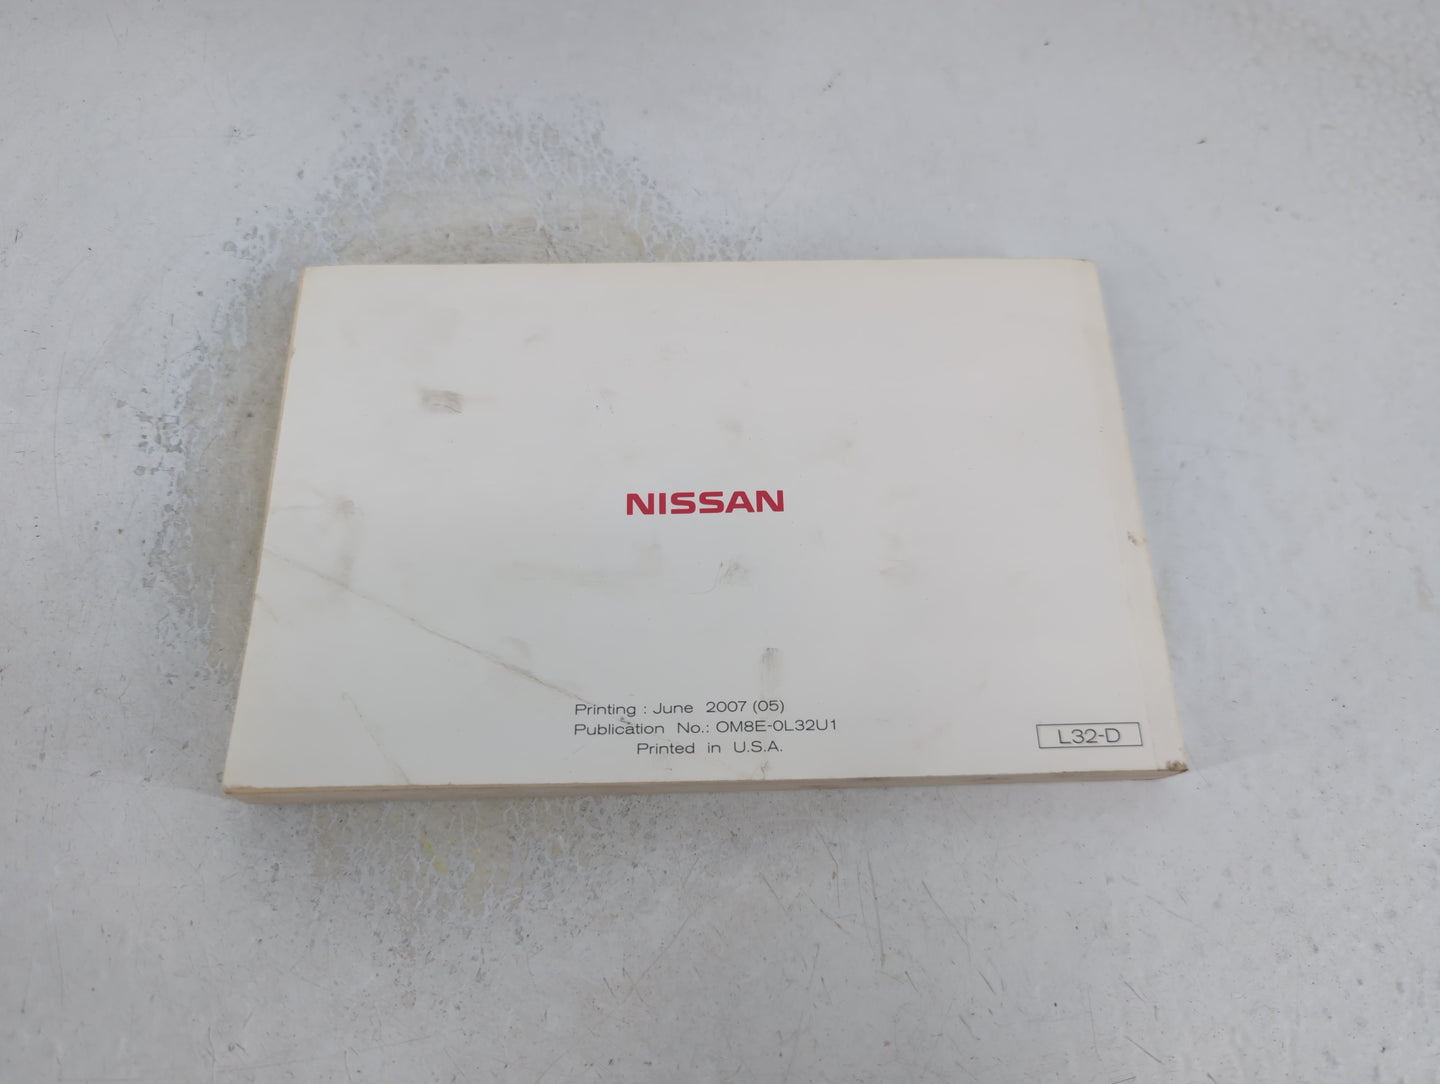 NISSAN
Printing : June 2007 (05)
Publication No.: OM8E-0L32U1
Printed in U.S.A.
L32-D